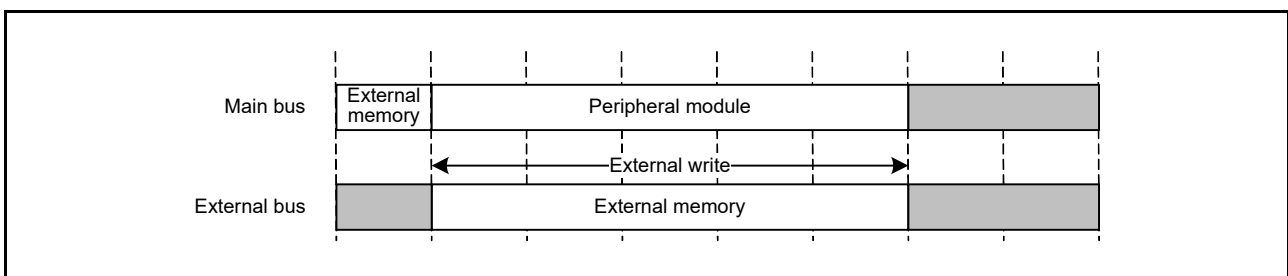 Main bus
External
memory
Peripheral module
External write
External bus
External memory